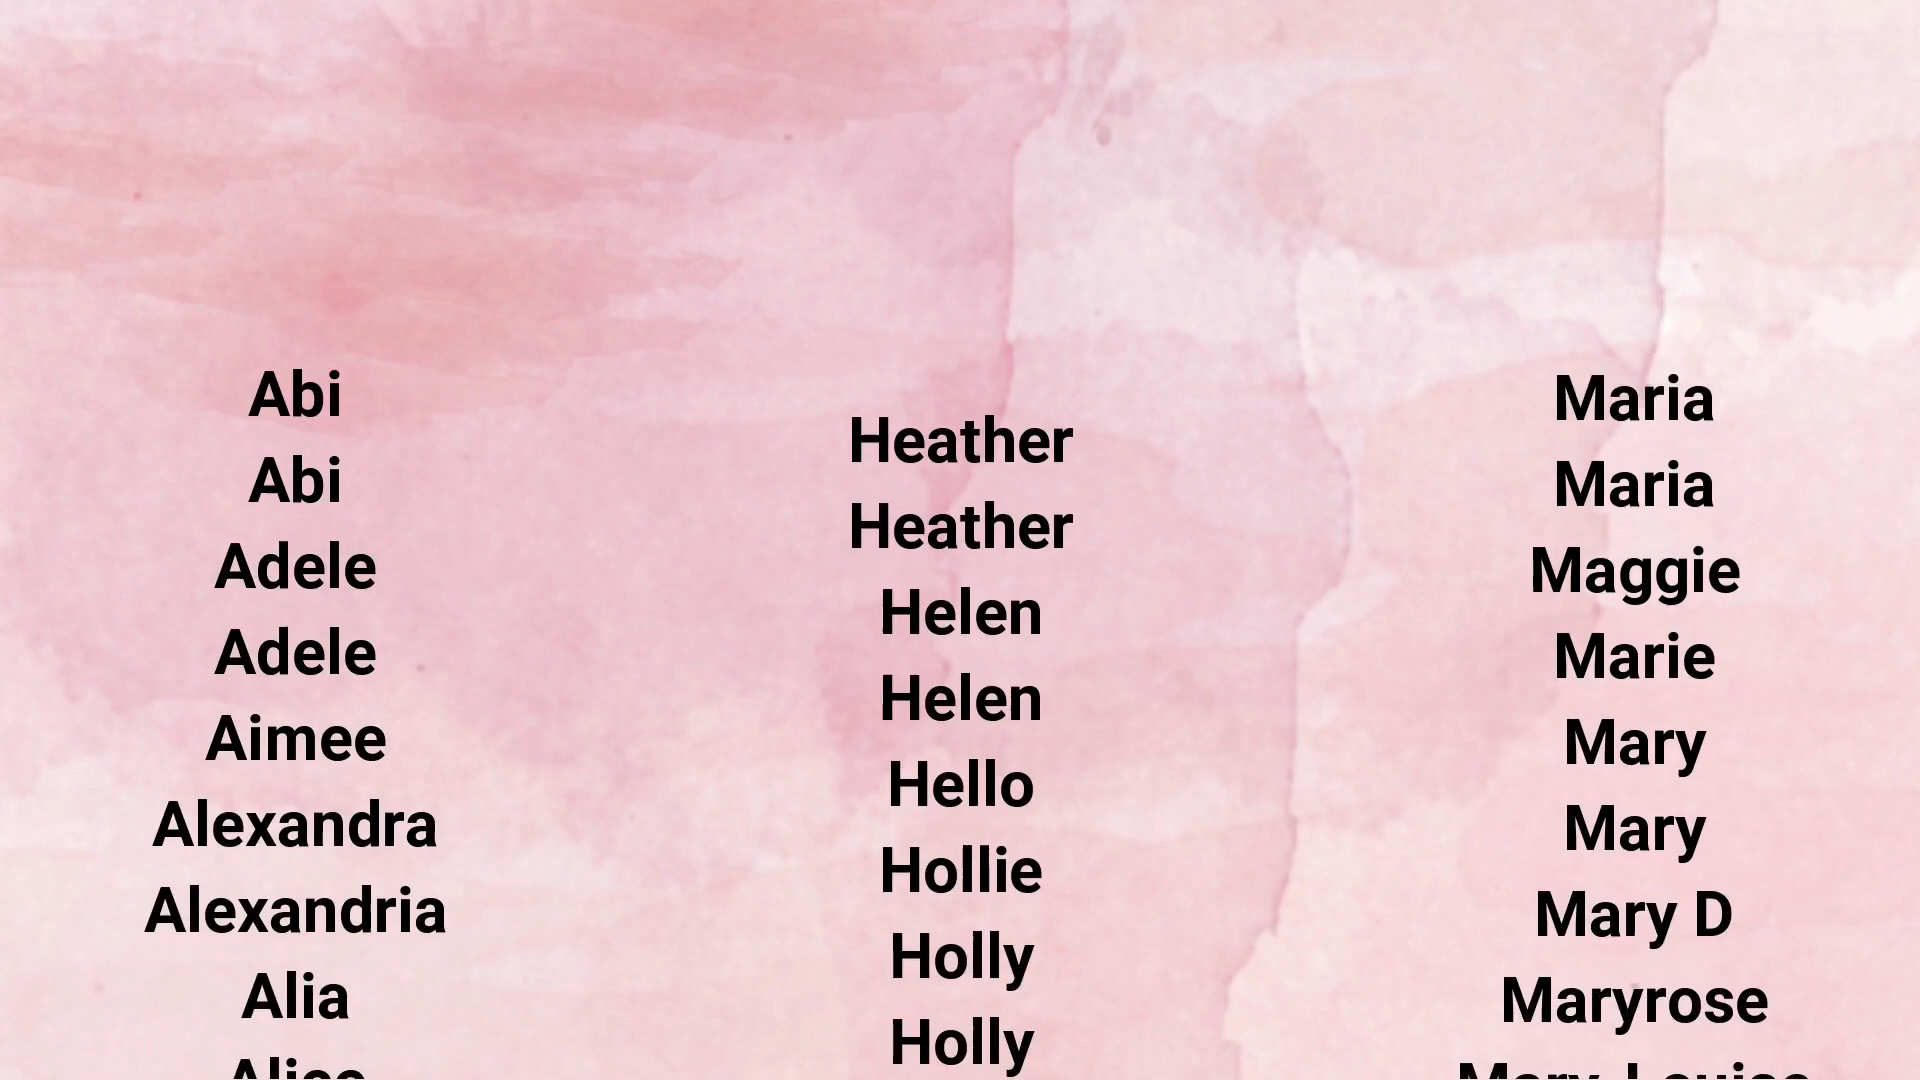 Abi
Abi
Adele
Adele
Aimee
Alexandra
Alexandria
Alia
Heather
Heather
Helen
Helen
Hello
Hollie
Holly
Holly
Maria
Maria
Maggie
Marie
Mary
Mary
Mary D
Maryrose